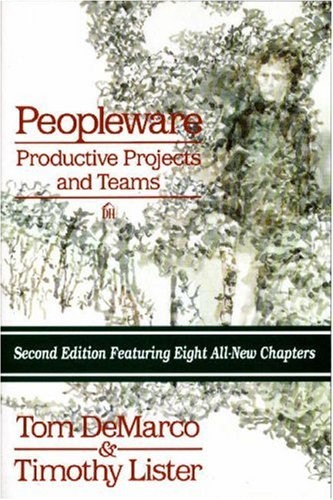 Peopleware
Productive Projects
and Teams
DH
Second Edition Featuring Eight All-New Chapters
Tom DeMarco
&
Timothy Lister